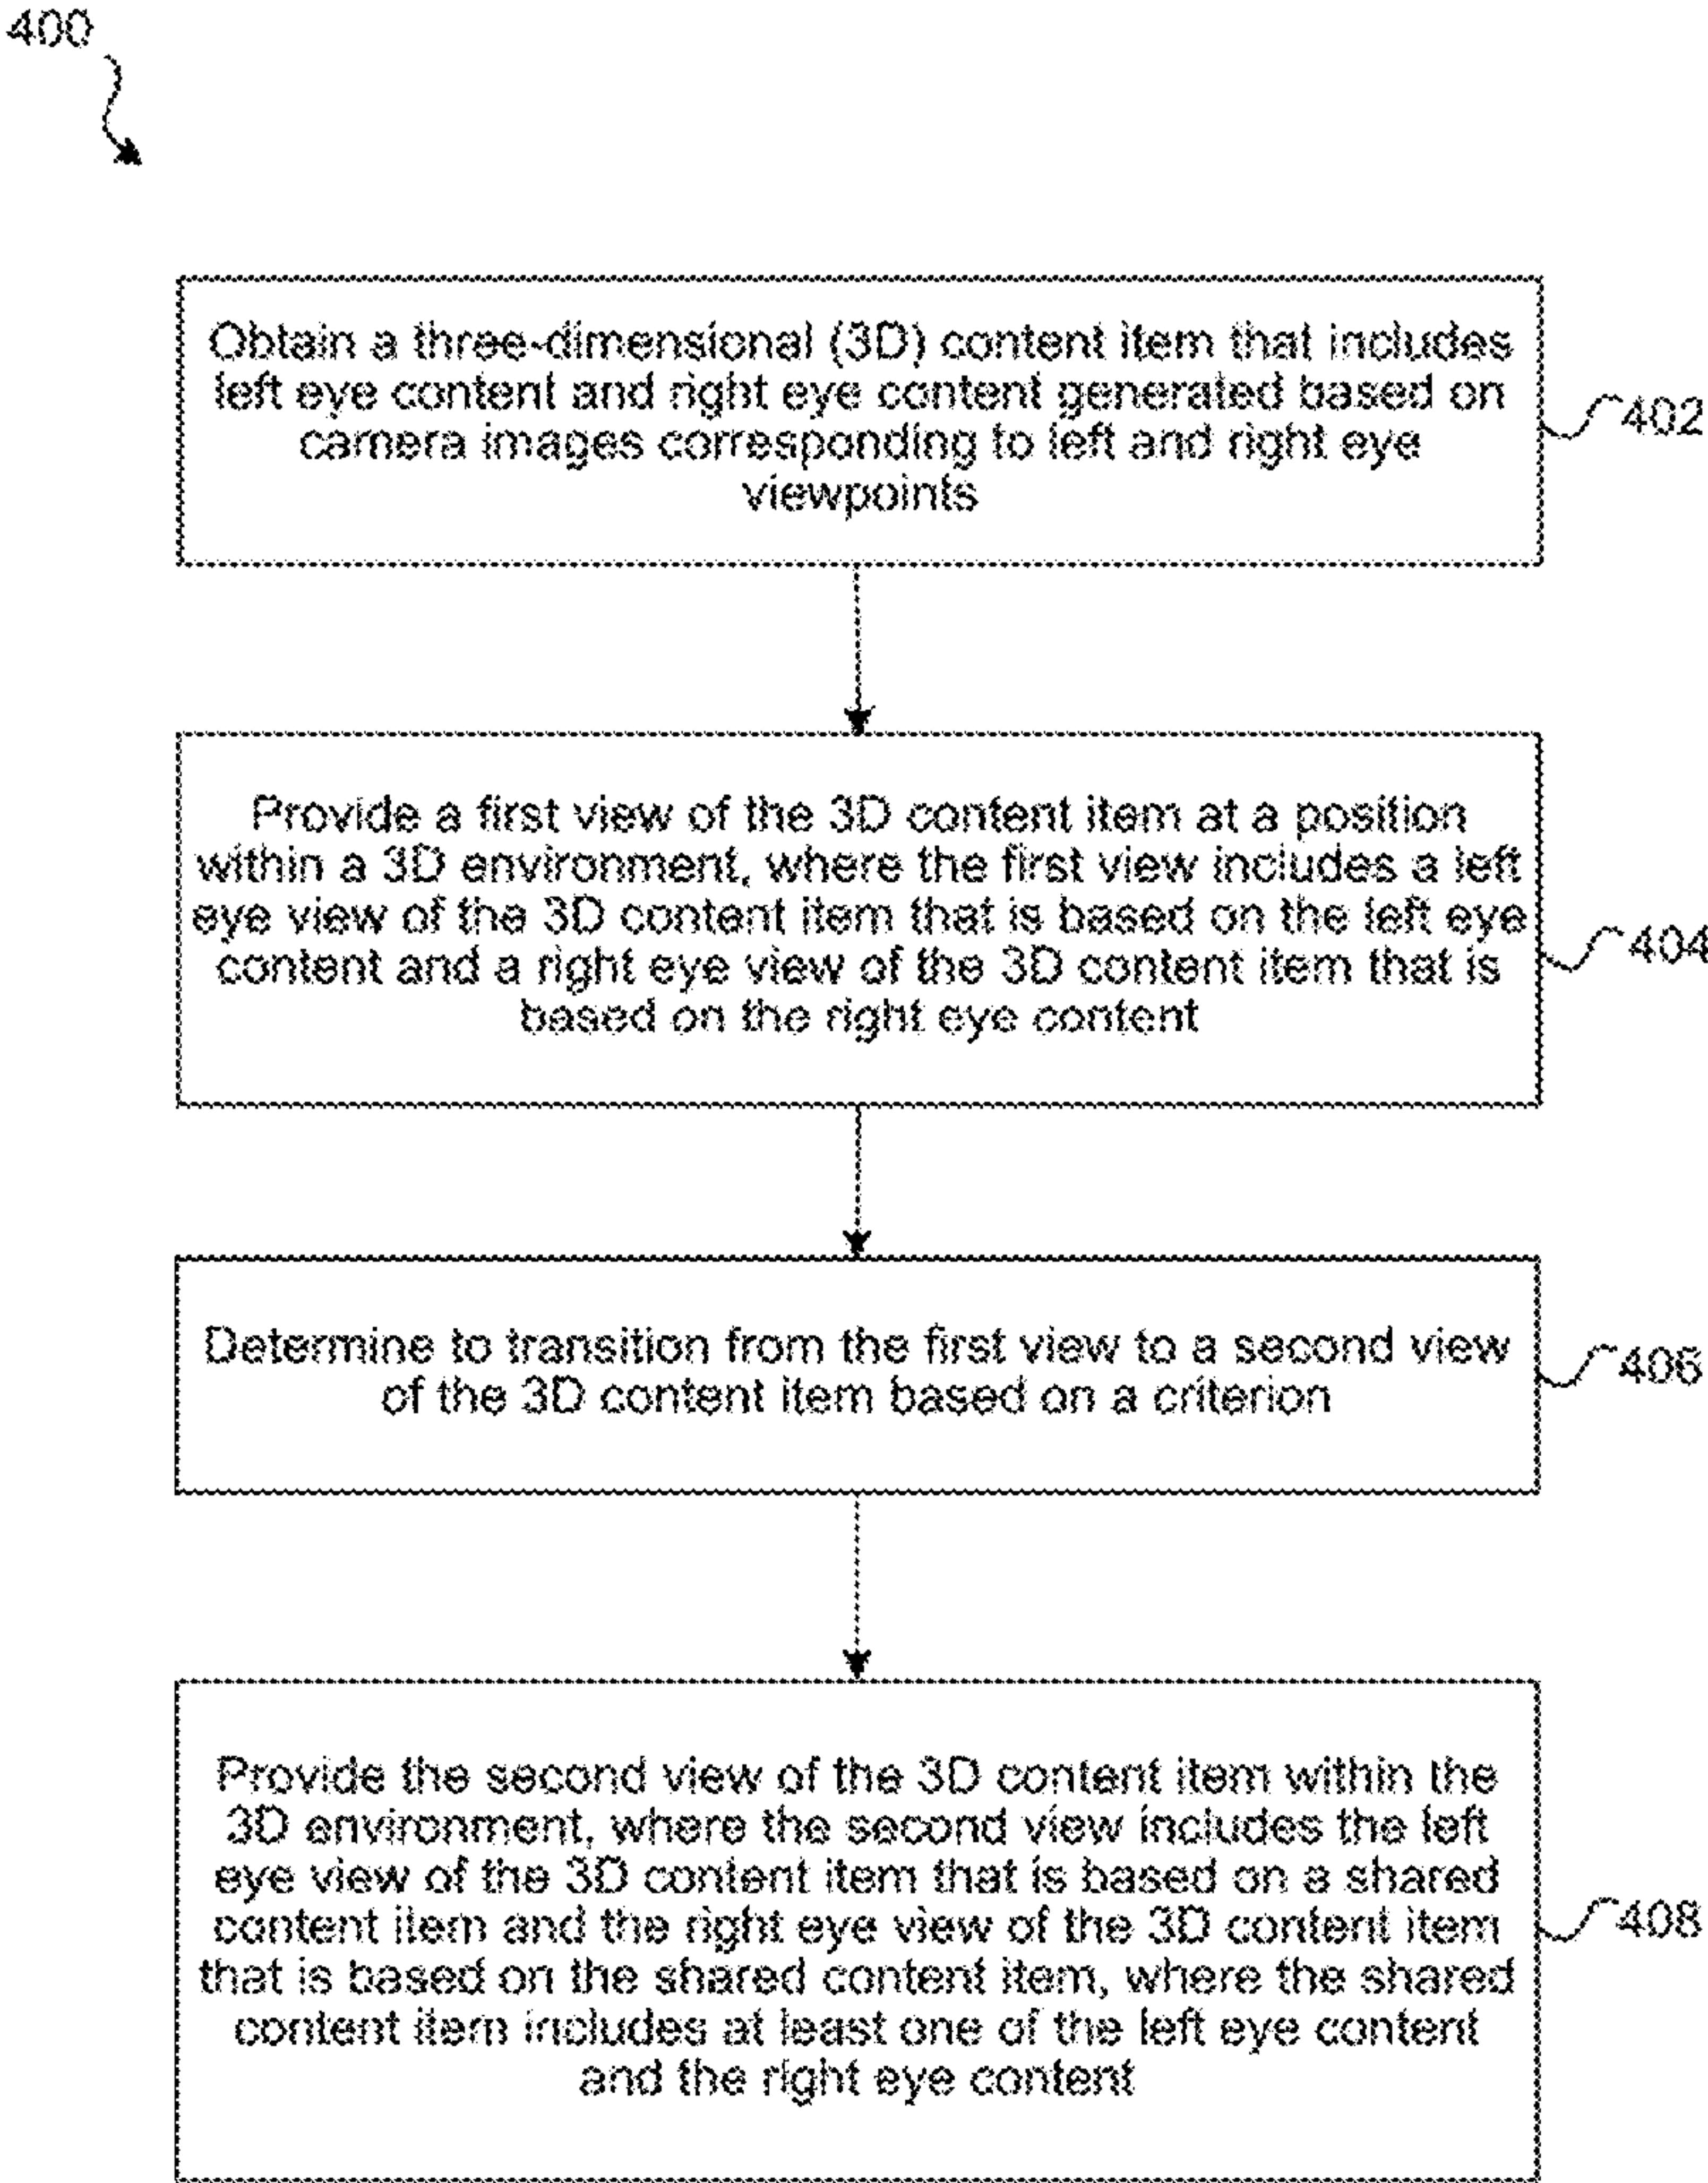 400
Obtain a three-dimensional (3D) content item that includes
left eye content and right eye content generated based on
camera images corresponding to left and right eye
viewpoints
402
Provide a first view of the 3D content item at a position
within a 3D environment, where the first view includes a left
eye view of the 3D content item that is based on the left eye
content and a right eye view of the 3D content item that is
based on the right eye content
404
Determine to transition from the first view to a second view
of the 3D content item based on a criterion
406
Provide the second view of the 3D content item within the
3D environment, where the second view includes the left
eye view of the 3D content item that is based on a shared
content item and the right eye view of the 3D content item
that is based on the shared content item, where the shared
content item includes at least one of the left eye content
and the right eye content
408